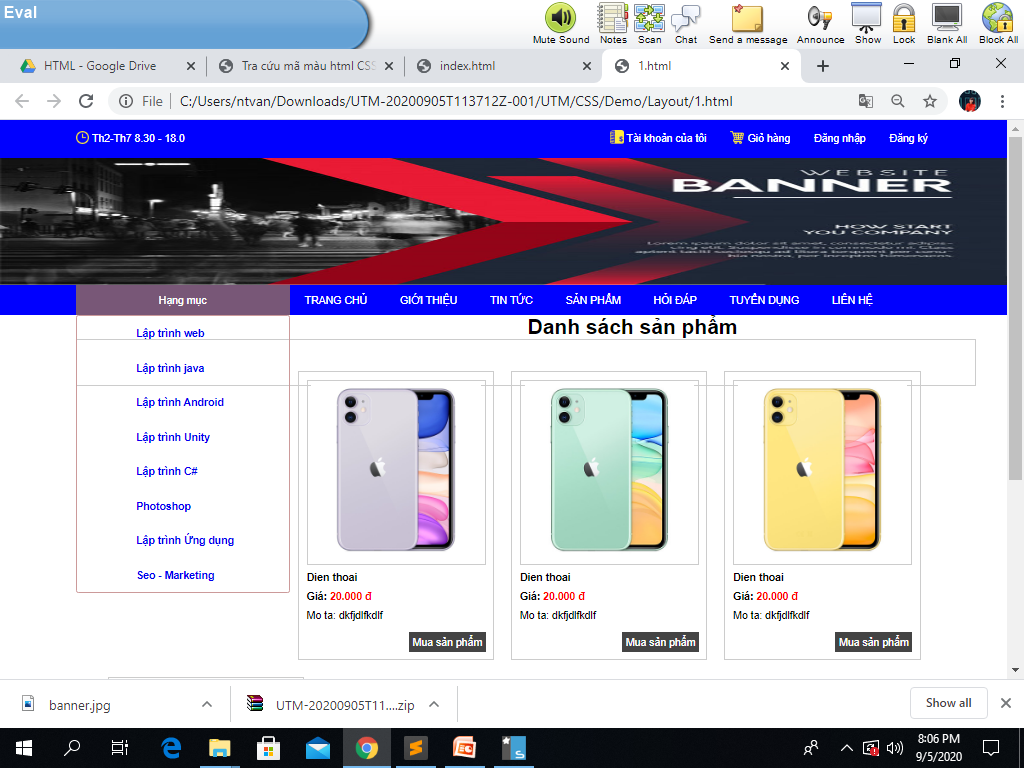 Eval
Mute Sound Notes Scan Chat Send a message Announce Show Lock Blank All Block All
HTML - Google Drive
Tra cứu mã màu html CSS
index.html
1.html
File C:/Users/ntvan/Downloads/UTM-20200905T113712Z-001/UTM/CSS/Demo/Layout/1.html
Th2-Th7 8.30 - 18.0
Tài khoản của tôi Giỏ hàng Đăng nhập Đăng ký
WEBSITE
BANNER
HOW START
YOU COMPANY
Hạng mục TRANG CHỦ GIỚI THIỆU TIN TỨC SẢN PHẨM HỎI ĐÁP TUYỂN DỤNG LIÊN HỆ
Danh sách sản phẩm
Lập trình web
Lập trình java
Lập trình Android
Lập trình Unity
Lập trình C#
Photoshop
Lập trình Ứng dụng
Seo - Marketing
Dien thoai
Giá: 20.000 đ
Mo ta: dkfjdlfkdlf
Mua sản phẩm
Dien thoai
Giá: 20.000 đ
Mo ta: dkfjdlfkdlf
Mua sản phẩm
Dien thoai
Giá: 20.000 đ
Mo ta: dkfjdlfkdlf
Mua sản phẩm
banner.jpg
UTM-20200905T11....zip
Show all
8:06 PM
9/5/2020